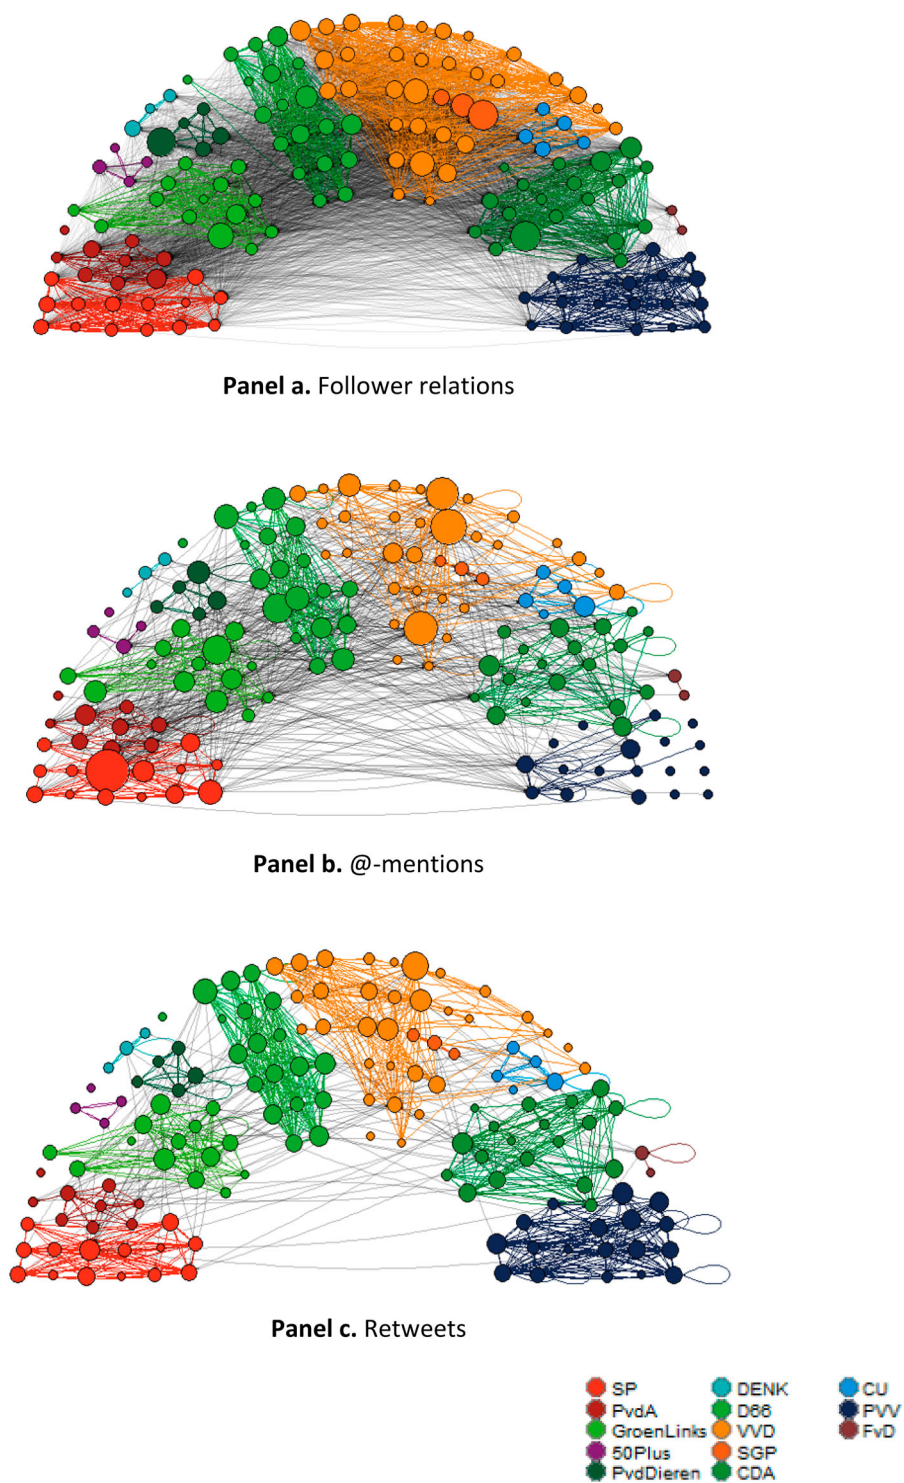 Panel a. Follower relations
Panel b. @-mentions
Panel c. Retweets
SP DENK CU
PvdA D66 PVV
GroenLinks VVD FvD
50Plus SGP
PvdDieren CDA